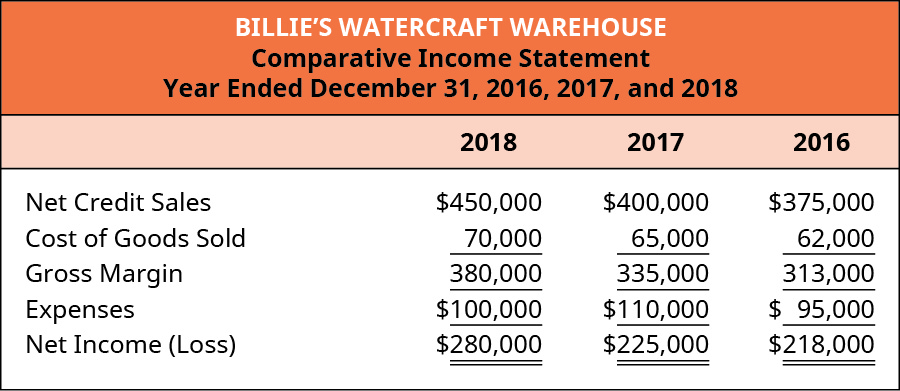 BILLIE’S WATERCRAFT WAREHOUSE
Comparative Income Statement
Year Ended December 31, 2016, 2017, and 2018
2018 2017 2016
Net Credit Sales $450,000 $400,000 $375,000
Cost of Goods Sold 70,000 65,000 62,000
Gross Margin 380,000 335,000 313,000
Expenses $100,000 $110,000 $ 95,000
Net Income (Loss) $280,000 $225,000 $218,000